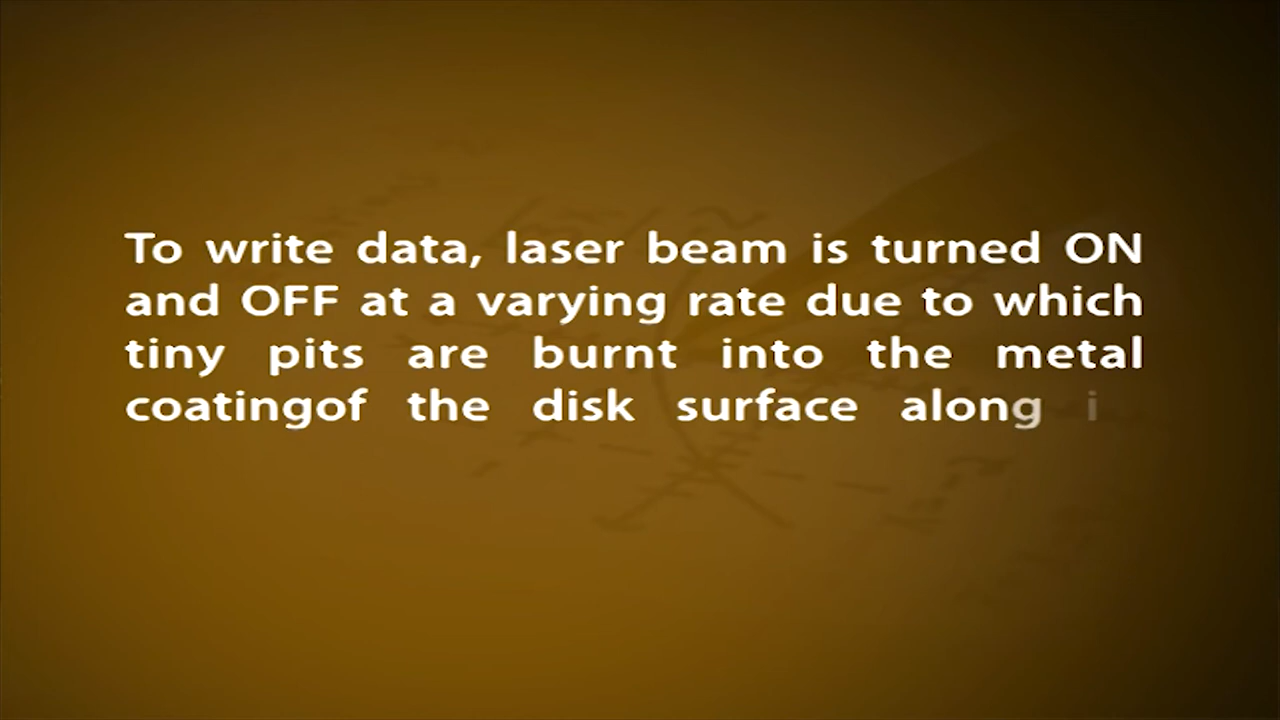 To write data, laser beam is turned ON
and OFF at a varying rate due to which
tiny pits are burnt into the metal
coatingof the disk surface along